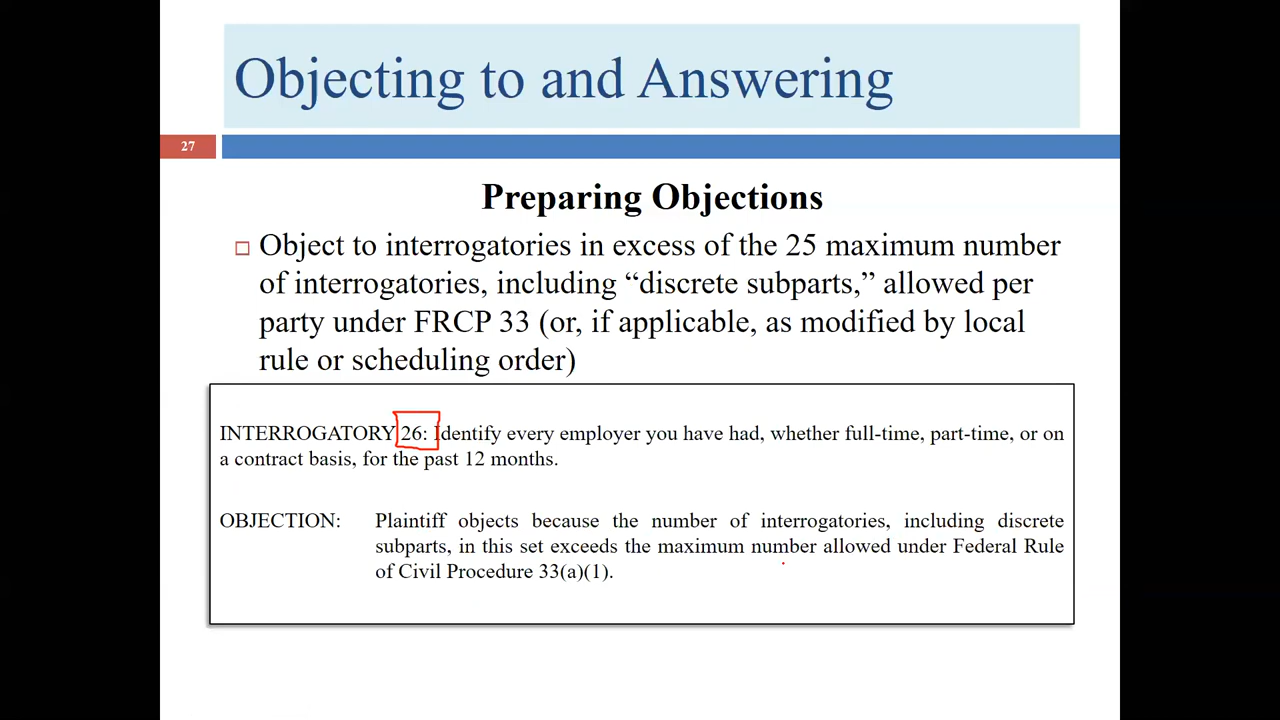 Objecting to and Answering
27
Preparing Objections
Object to interrogatories in excess of the 25 maximum number
of interrogatories, including “discrete subparts,” allowed per
party under FRCP 33 (or, if applicable, as modified by local
rule or scheduling order)
INTERROGATORY 26: Identify every employer you have had, whether full-time, part-time, or on
a contract basis, for the past 12 months.
OBJECTION: Plaintiff objects because the number of interrogatories, including discrete
subparts, in this set exceeds the maximum number allowed under Federal Rule
of Civil Procedure 33(a)(1).